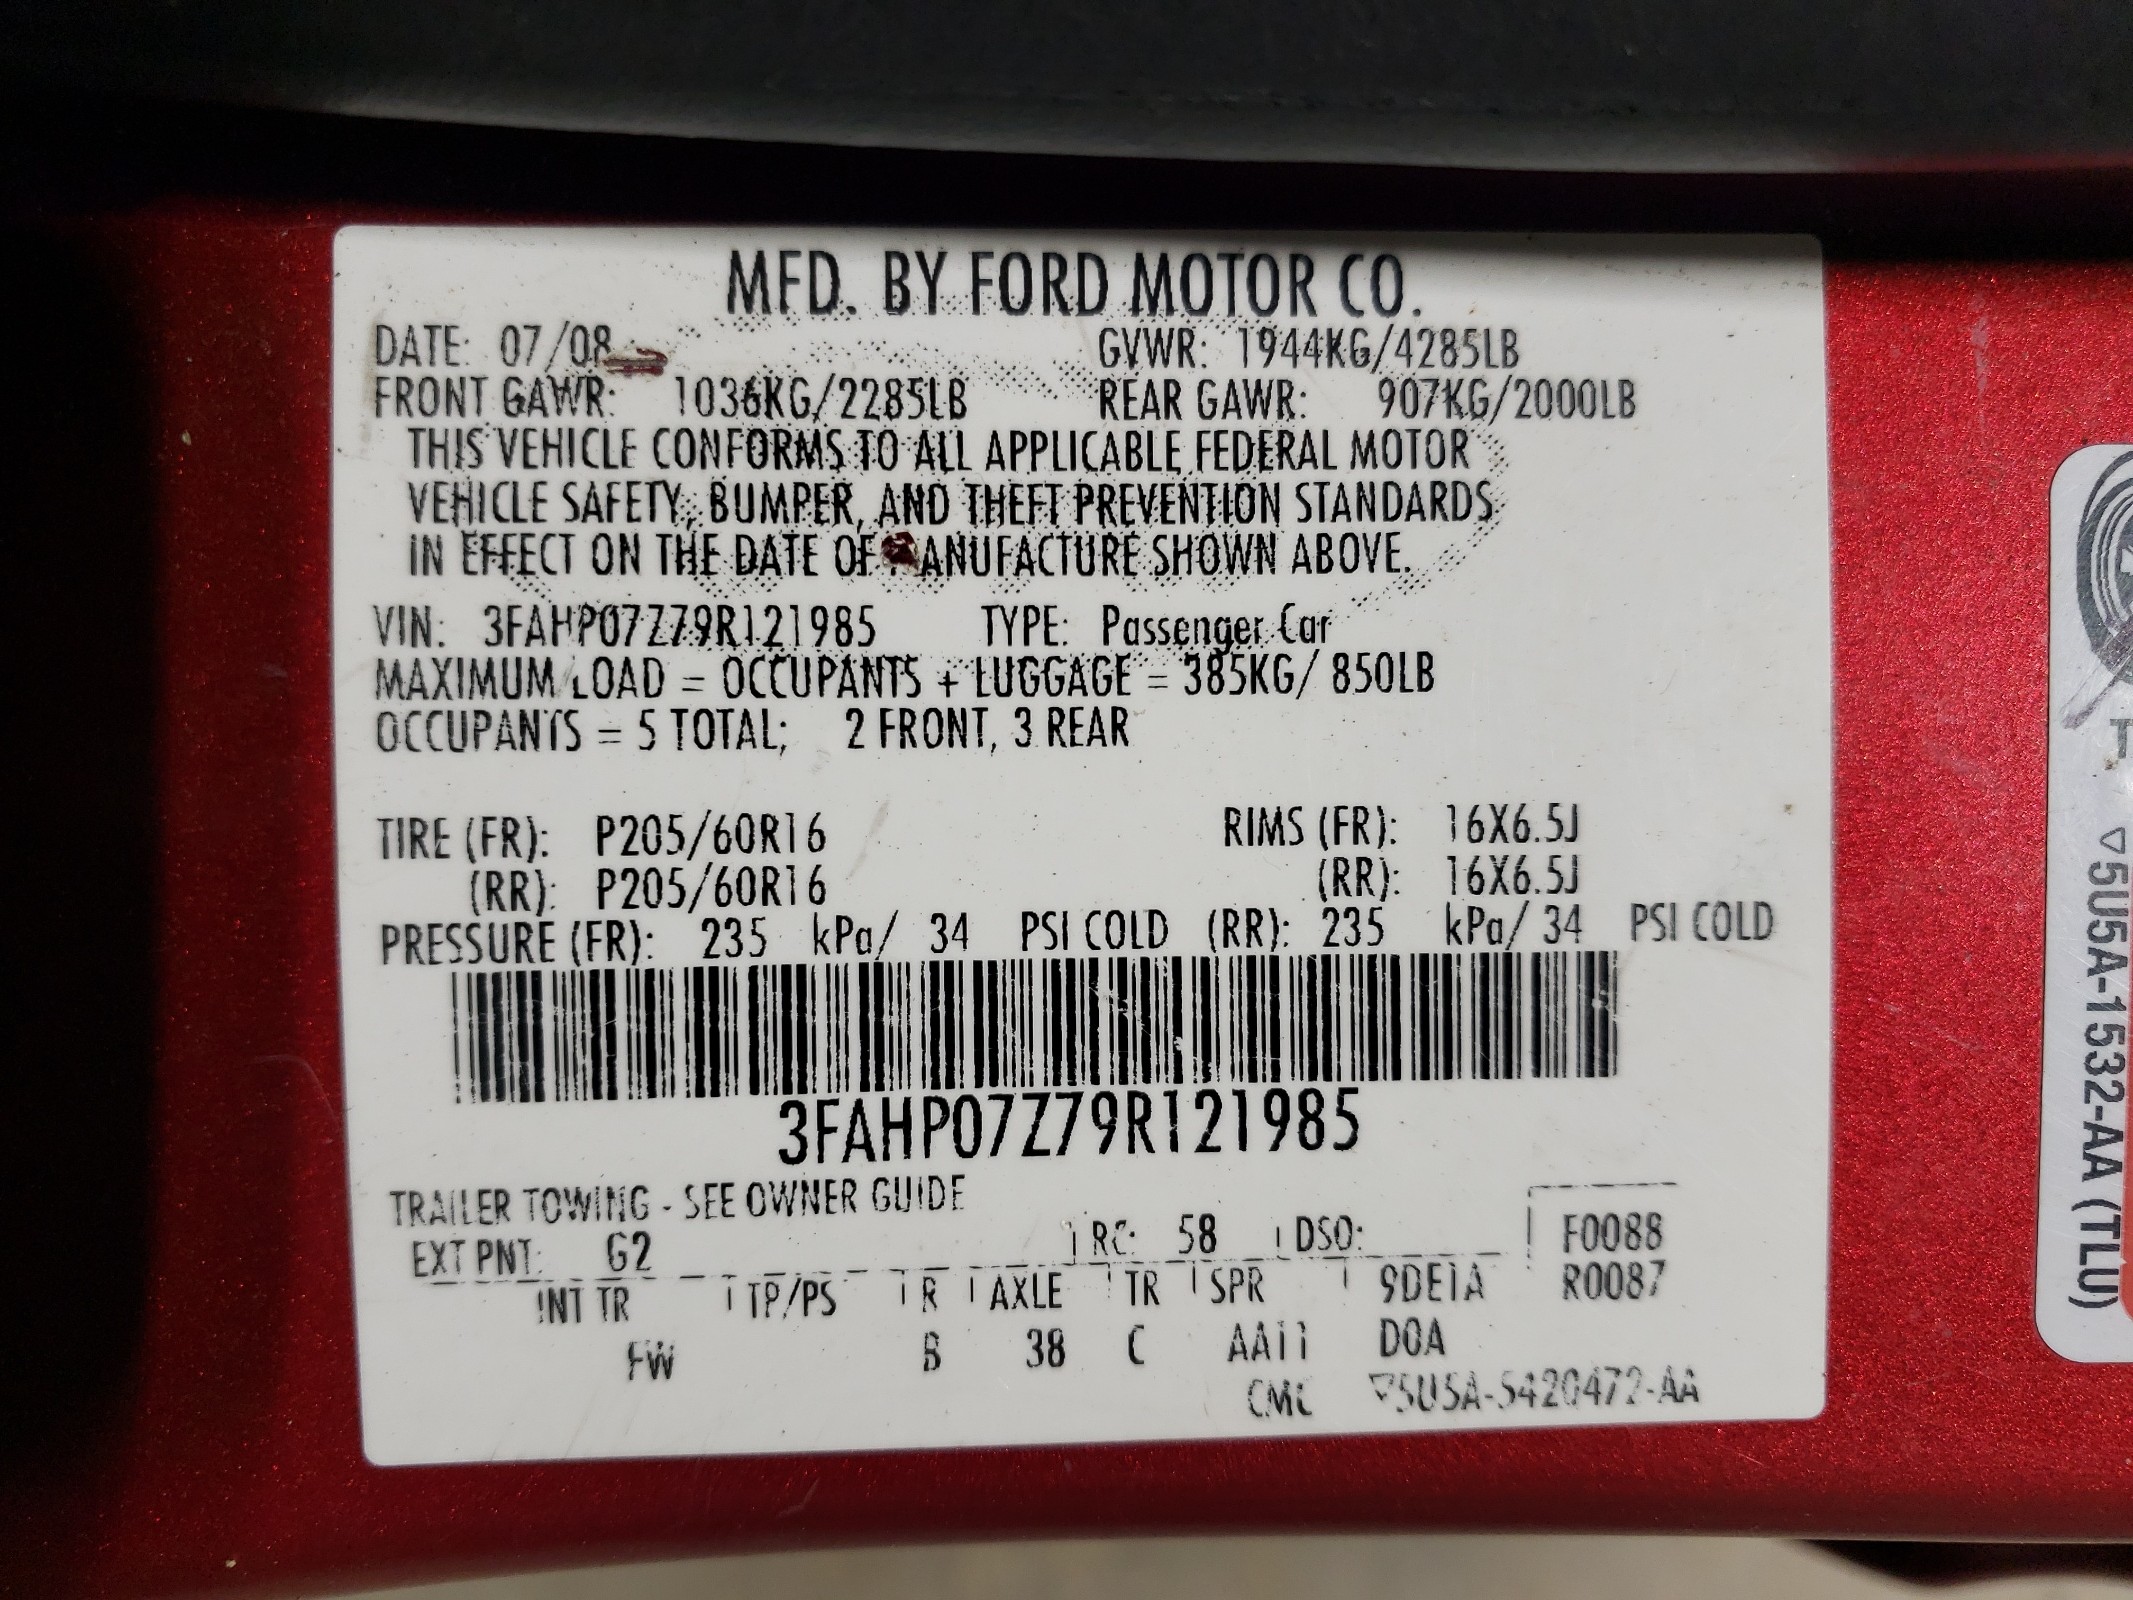 MFD. BY FORD MOTOR CO.
DATE: 07/08 GVWR: 1944KG/4285LB
FRONT GAWR: 1036KG/2285LB REAR GAWR: 907KG/2000LB
THIS VEHICLE CONFORMS TO ALL APPLICABLE FEDERAL MOTOR
VEHICLE SAFETY, BUMPER, AND THEFT PREVENTION STANDARDS
IN EFFECT ON THE DATE OF ANUFACTURE SHOWN ABOVE.
VIN: 3FAHP07Z79R121985 TYPE: Passenger Car
MAXIMUM LOAD = OCCUPANTS + LUGGAGE = 385KG/ 850LB
OCCUPANTS = 5 TOTAL; 2 FRONT, 3 REAR
TIRE (FR): P205/60R16 RIMS (FR): 16X6.5J
(RR): P205/60R16 (RR): 16X6.5J
PRESSURE (FR): 235 kPa/ 34 PSI COLD (RR): 235 kPa/ 34 PSI COLD
3FAHP07Z79R121985
TRAILER TOWING - SEE OWNER GUIDE
EXT PNT: G2 RC: 58 DSO: F0088
INT TR TP/PS R AXLE TR SPR 9DE1A R0087
FW B 38 C AA11 D0A
CMC ▽5U5A-5420472-AA
T
▽5U5A-1532-AA (TLU)